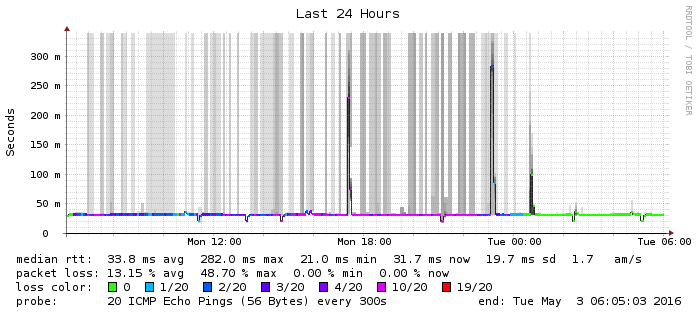 Last 24 Hours
RRDTOOL / TOBI OETIKER
Seconds
300 m
250 m
200 m
150 m
100 m
50 m
0
Mon 12:00 Mon 18:00 Tue 00:00 Tue 06:00
median rtt: 33.8 ms avg 282.0 ms max 21.0 ms min 31.7 ms now 19.7 ms sd 1.7 am/s
packet loss: 13.15 % avg 48.70 % max 0.00 % min 0.00 % now
loss color: 0 1/20 2/20 3/20 4/20 10/20 19/20
probe: 20 ICMP Echo Pings (56 Bytes) every 300s end: Tue May 3 06:05:03 2016